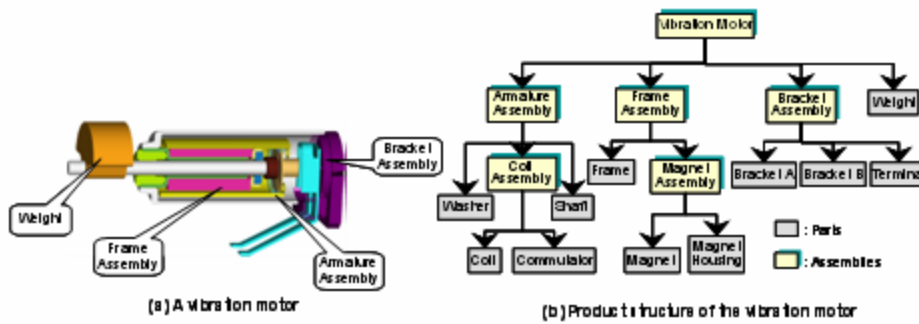 Weight
Frame
Assembly
Armature
Assembly
Bracket
Assembly
(a) A vibration motor
Vibration Motor
Armature
Assembly
Frame
Assembly
Bracket
Assembly
Weight
Coil
Assembly
Washer
Shaft
Coil
Commutator
Frame
Magnet
Assembly
Magnet
Magnet
Housing
Bracket A
Bracket B
Terminal
: Parts
: Assemblies
(b) Product structure of the vibration motor